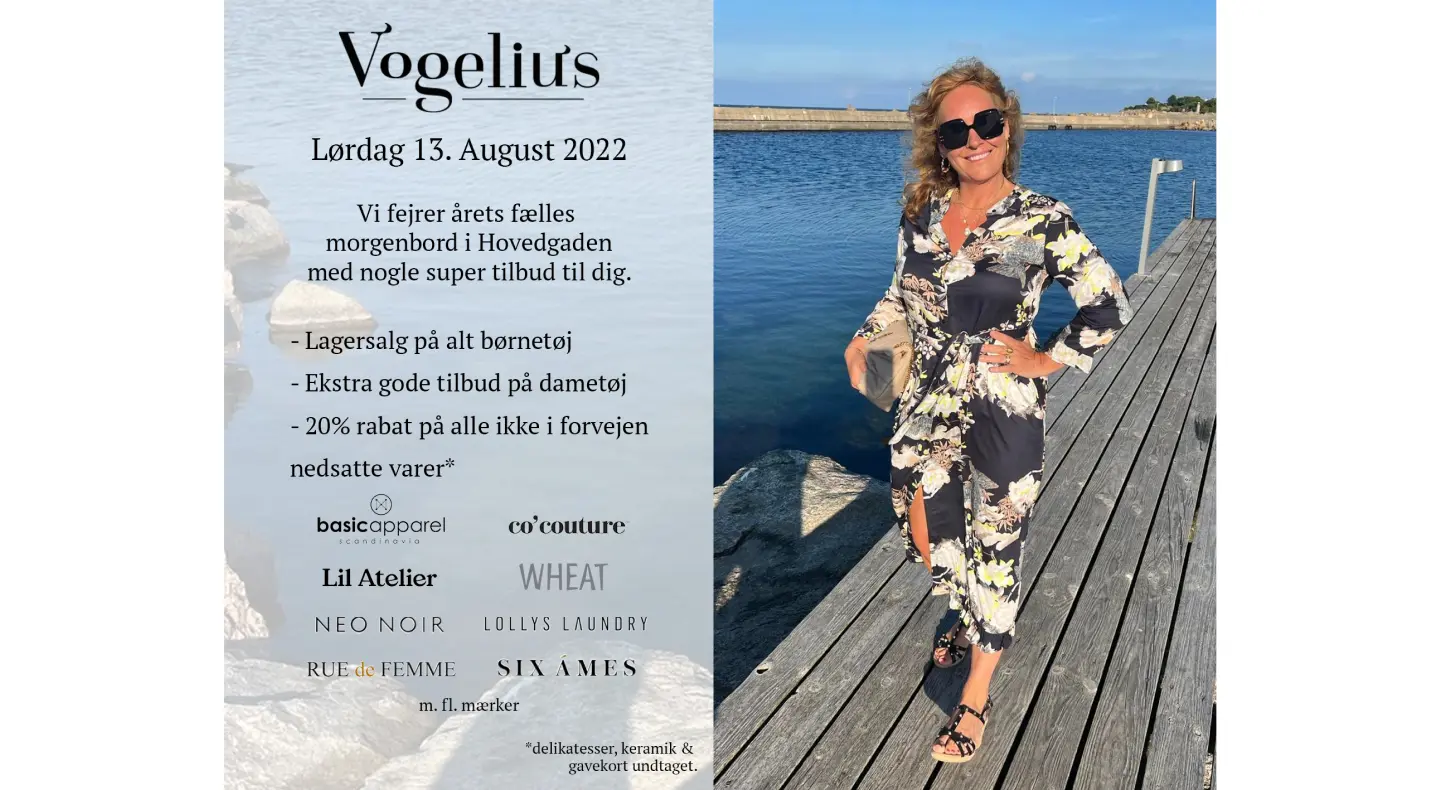 Vogelius
Lørdag 13. August 2022
Vi fejrer årets fælles
morgenbord i Hovedgaden
med nogle super tilbud til dig.
- Lagersalg på alt børnetøj
- Ekstra gode tilbud på dametøj
- 20% rabat på alle ikke i forvejen
nedsatte varer*
basicapparel
scandinavia
co'couture
Lil Atelier
WHEAT
NEO NOIR
LOLLYS LAUNDRY
RUE de FEMME
SIX ÁMES
m. fl. mærker
*delikatesser, keramik &
gavekort undtaget.